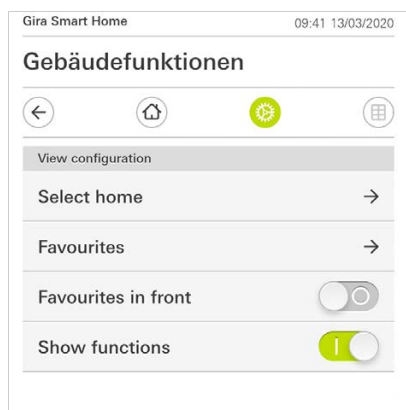 Gira Smart Home 09:41 13/03/2020
Gebäudefunktionen
View configuration
Select home
Favourites
Favourites in front
Show functions